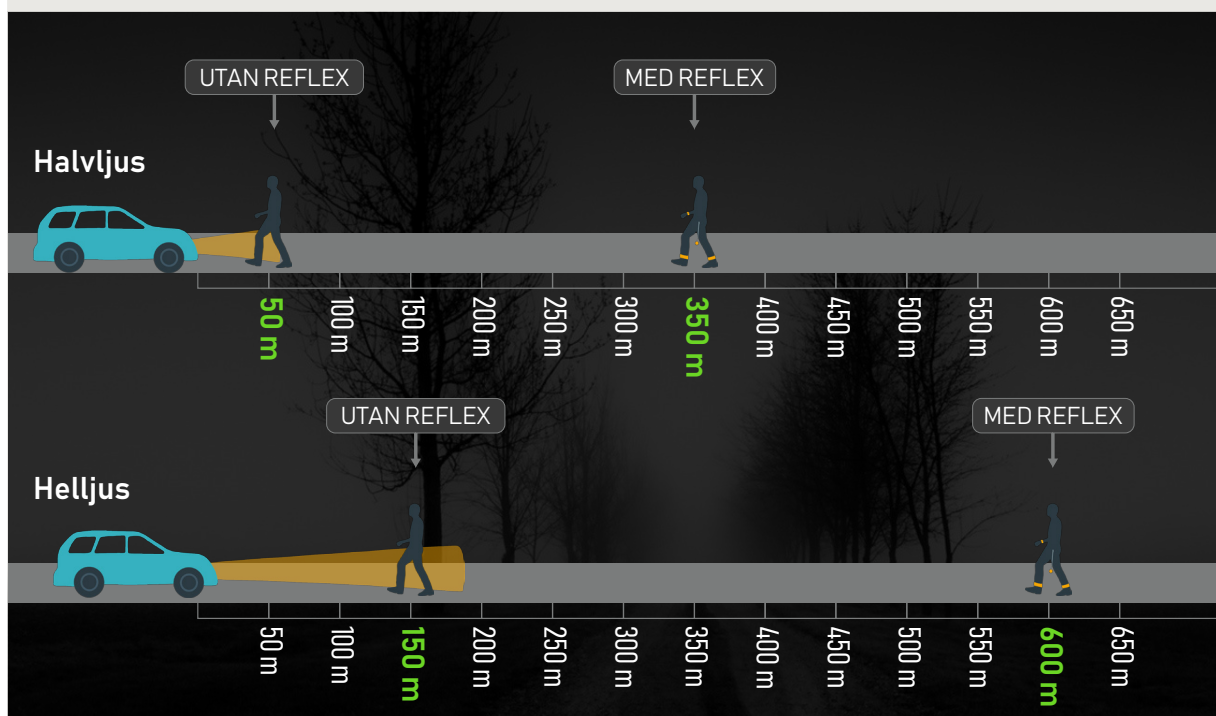 UTAN REFLEX
MED REFLEX
Halvljus
50 m
100 m
150 m
200 m
250 m
300 m
350 m
400 m
450 m
500 m
550 m
600 m
650 m
UTAN REFLEX
MED REFLEX
Helljus
50 m
100 m
150 m
200 m
250 m
300 m
350 m
400 m
450 m
500 m
550 m
600 m
650 m